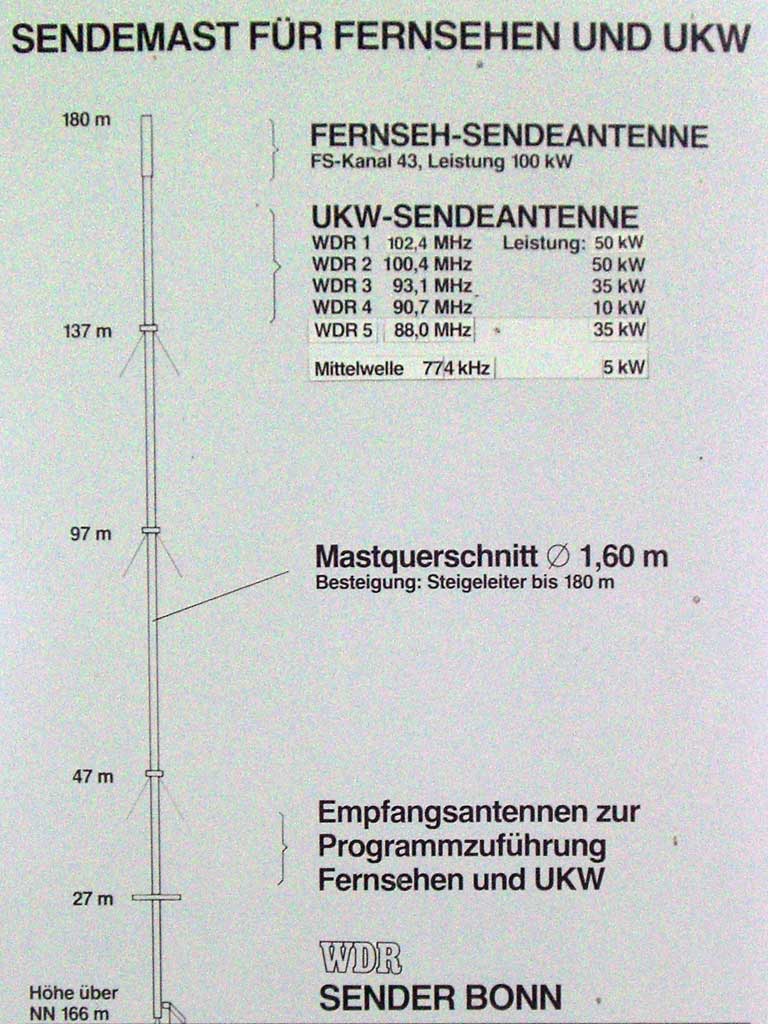 SENDEMAST FÜR FERNSEHEN UND UKW
180 m
FERNSEH-SENDEANTENNE
FS-Kanal 43, Leistung 100 kW
UKW-SENDEANTENNE
WDR 1 102,4 MHz Leistung: 50 kW
WDR 2 100,4 MHz 50 kW
WDR 3 93,1 MHz 35 kW
WDR 4 90,7 MHz 10 kW
137 m
WDR 5 88,0 MHz 35 kW
Mittelwelle 774 kHz 5 kW
97 m
Mastquerschnitt ∅ 1,60 m
Besteigung: Steigeleiter bis 180 m
47 m
Empfangsantennen zur
Programmzuführung
Fernsehen und UKW
27 m
WDR
SENDER BONN
Höhe über
NN 166 m